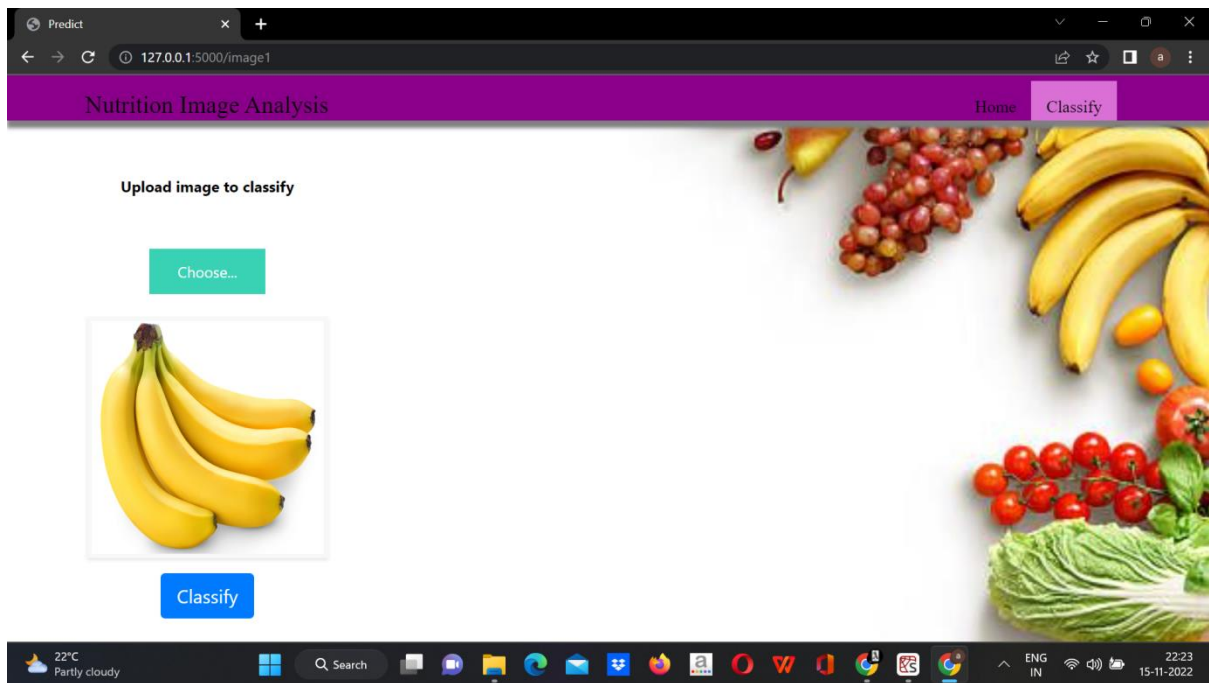 Predict
127.0.0.1:5000/image1
a
Nutrition Image Analysis
Home
Classify
Upload image to classify
Choose...
Classify
22°C
Partly cloudy
Search
a
ENG
IN
22:23
15-11-2022